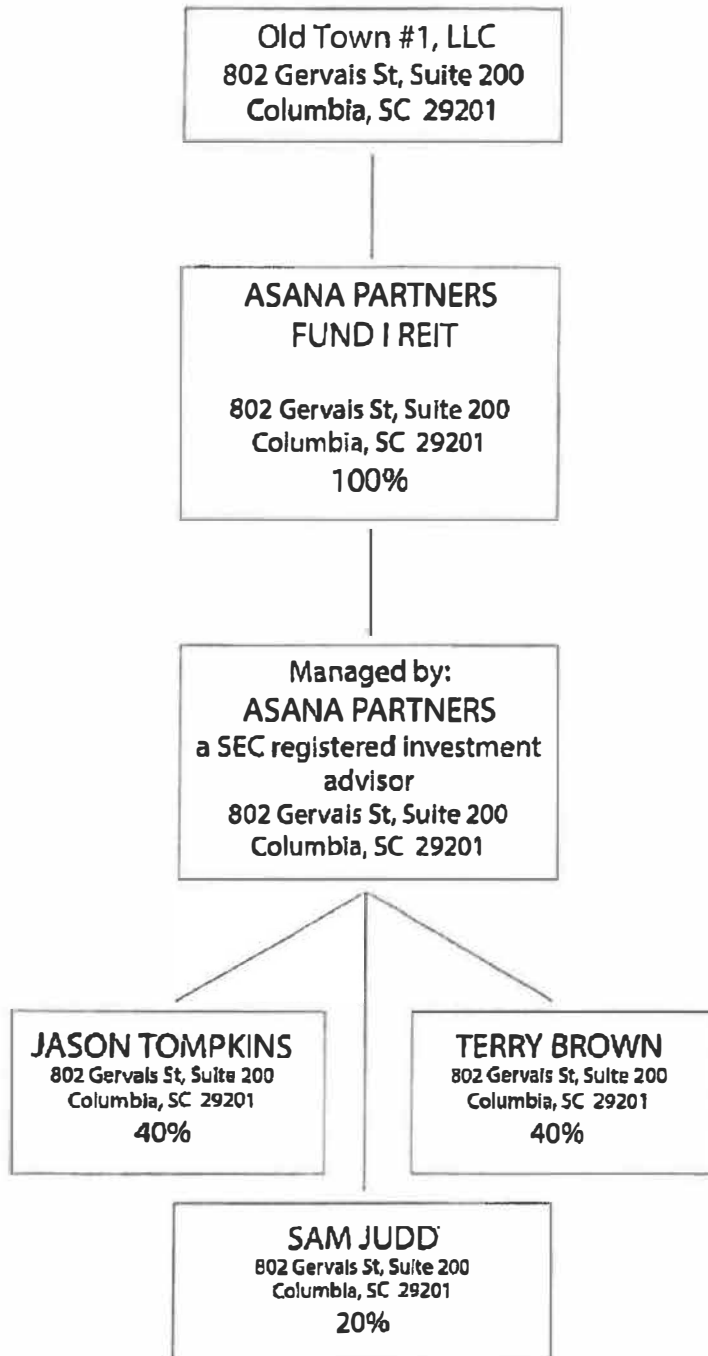 Old Town #1, LLC
802 Gervais St, Suite 200
Columbia, SC 29201
ASANA PARTNERS
FUND I REIT
802 Gervais St, Suite 200
Columbia, SC 29201
100%
Managed by:
ASANA PARTNERS
a SEC registered investment
advisor
802 Gervais St, Suite 200
Columbia, SC 29201
JASON TOMPKINS
802 Gervais St, Suite 200
Columbia, SC 29201
40%
TERRY BROWN
802 Gervais St, Suite 200
Columbia, SC 29201
40%
SAM JUDD
802 Gervais St, Suite 200
Columbia, SC 29201
20%